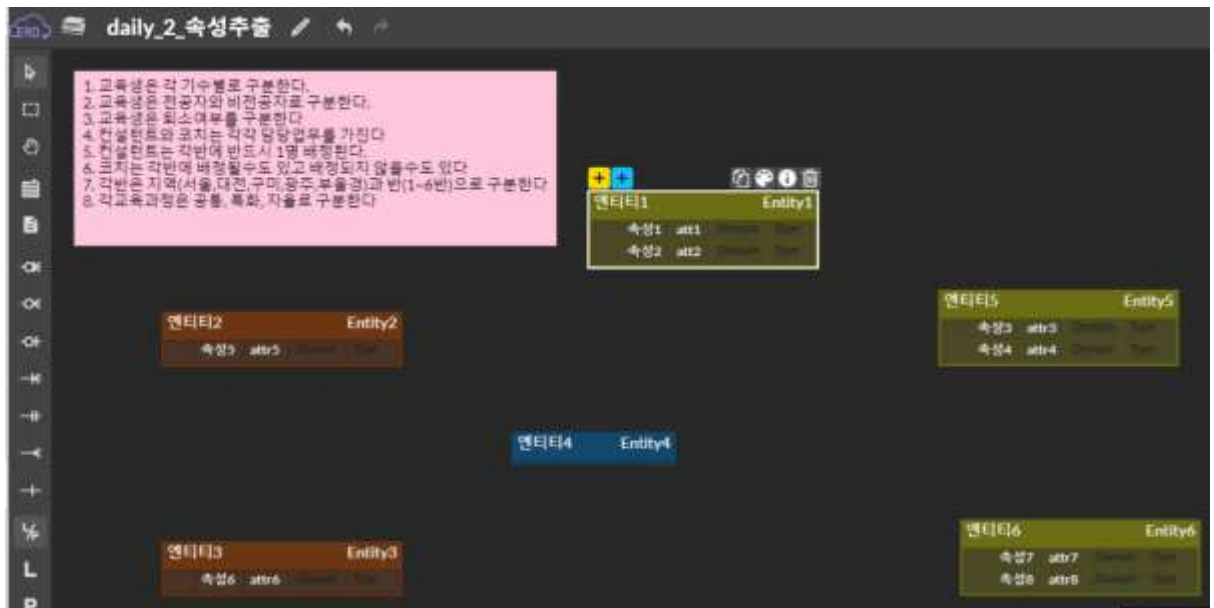 daily_2_속성추출
1. 교육생은 각 기수별로 구분한다.
2. 교육생은 전공자와 비전공자로 구분한다.
3. 교육생은 퇴소여부를 구분한다
4. 컨설턴트와 코치는 각각 담당업무를 가진다
5. 컨설턴트는 각반에 반드시 1명 배정된다.
6. 코치는 각반에 배정될수도 있고 배정되지 않을수도 있다
7. 각반은 지역(서울,대전,구미,광주,부울경)과 반(1~6반)으로 구분한다
8. 각교육과정은 공통, 특화, 자율로 구분한다
엔티티1 Entity1
속성1 att1
속성2 att2
엔티티2 Entity2
속성5 attr5
엔티티5 Entity5
속성3 attr3
속성4 attr4
엔티티4 Entity4
엔티티3 Entity3
속성6 attr6
엔티티6 Entity6
속성7 attr7
속성8 attr8
L